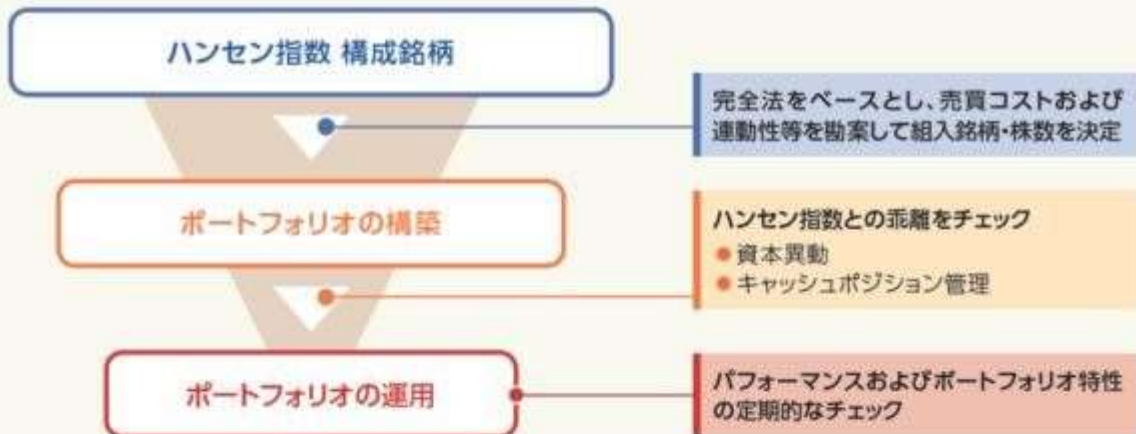 ハンセン指数 構成銘柄
完全法をベースとし、売買コストおよび
連動性等を勘案して組入銘柄・株数を決定
ポートフォリオの構築
ハンセン指数との乖離をチェック
● 資本異動
● キャッシュポジション管理
ポートフォリオの運用
パフォーマンスおよびポートフォリオ特性
の定期的なチェック